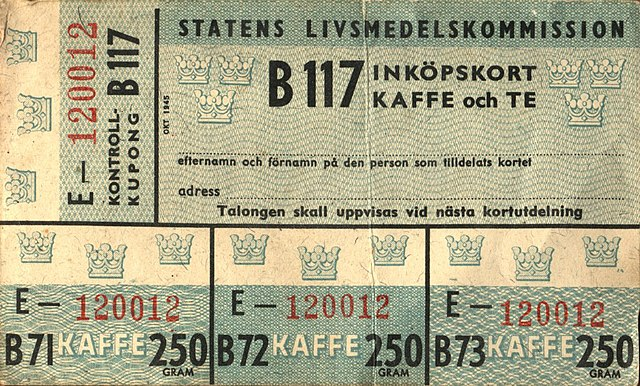 E—120012
KONTROLL-
KUPONG B 117
OKT 1945
STATENS LIVSMEDELSKOMMISSION
B 117 INKÖPSKORT
KAFFE och TE
efternamn och förnamn på den person som tilldelats kortet
adress
Talongen skall uppvisas vid nästa kortutdelning
E—120012
B71 KAFFE 250
GRAM
E—120012
B72 KAFFE 250
GRAM
E—120012
B73 KAFFE 250
GRAM